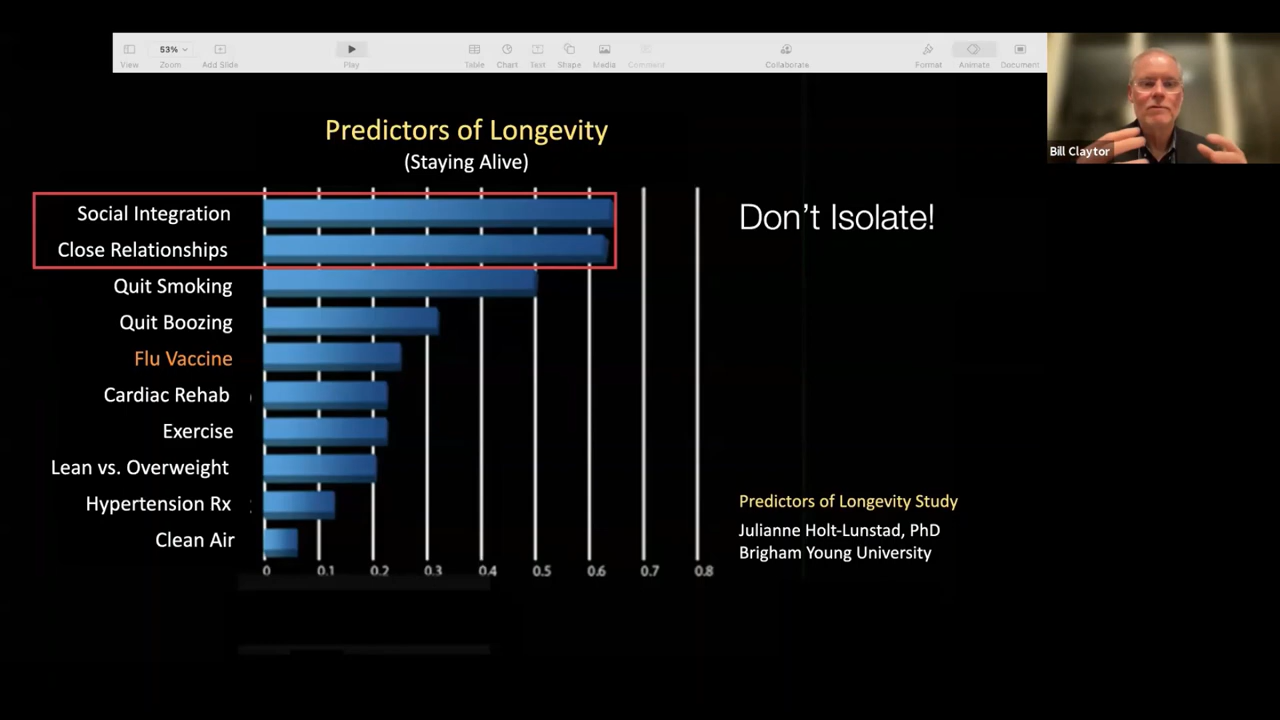 53%
View
Zoom
Add Slide
Play
Table
Chart
Text
Shape
Media
Comment
Collaborate
Format
Animate
Document
Bill Claytor
Predictors of Longevity
(Staying Alive)
Social Integration
Close Relationships
Quit Smoking
Quit Boozing
Flu Vaccine
Cardiac Rehab
Exercise
Lean vs. Overweight
Hypertension Rx
Clean Air
0 0.1 0.2 0.3 0.4 0.5 0.6 0.7 0.8
Don’t Isolate!
Predictors of Longevity Study
Julianne Holt-Lunstad, PhD
Brigham Young University